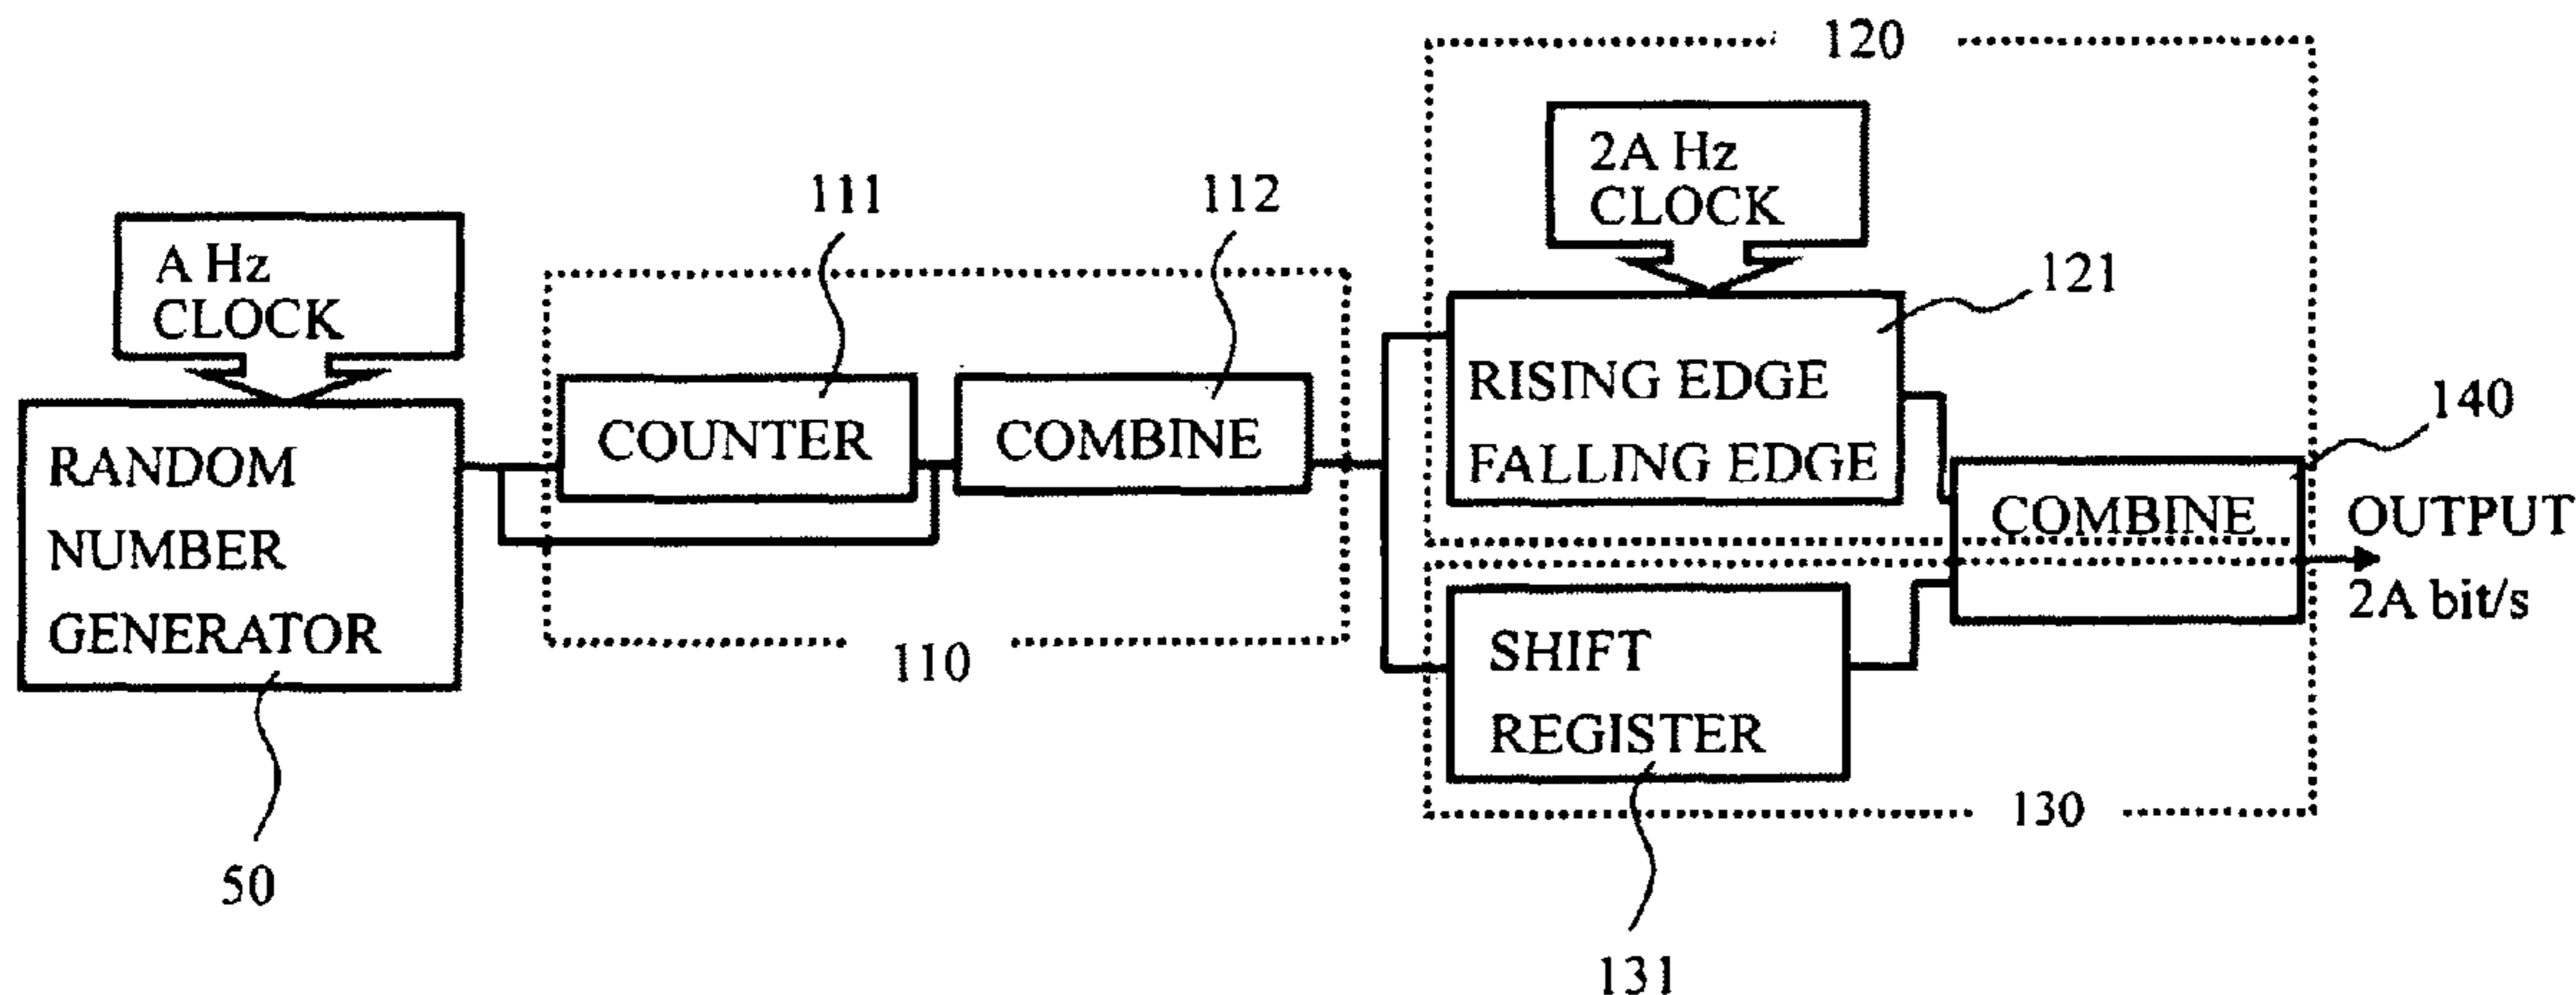 120
2A Hz
CLOCK
111
112
A Hz
CLOCK
121
RISING EDGE
FALLING EDGE
140
COUNTER
COMBINE
RANDOM
NUMBER
GENERATOR
COMBINE
OUTPUT
2A bit/s
110
SHIFT
REGISTER
130
50
131